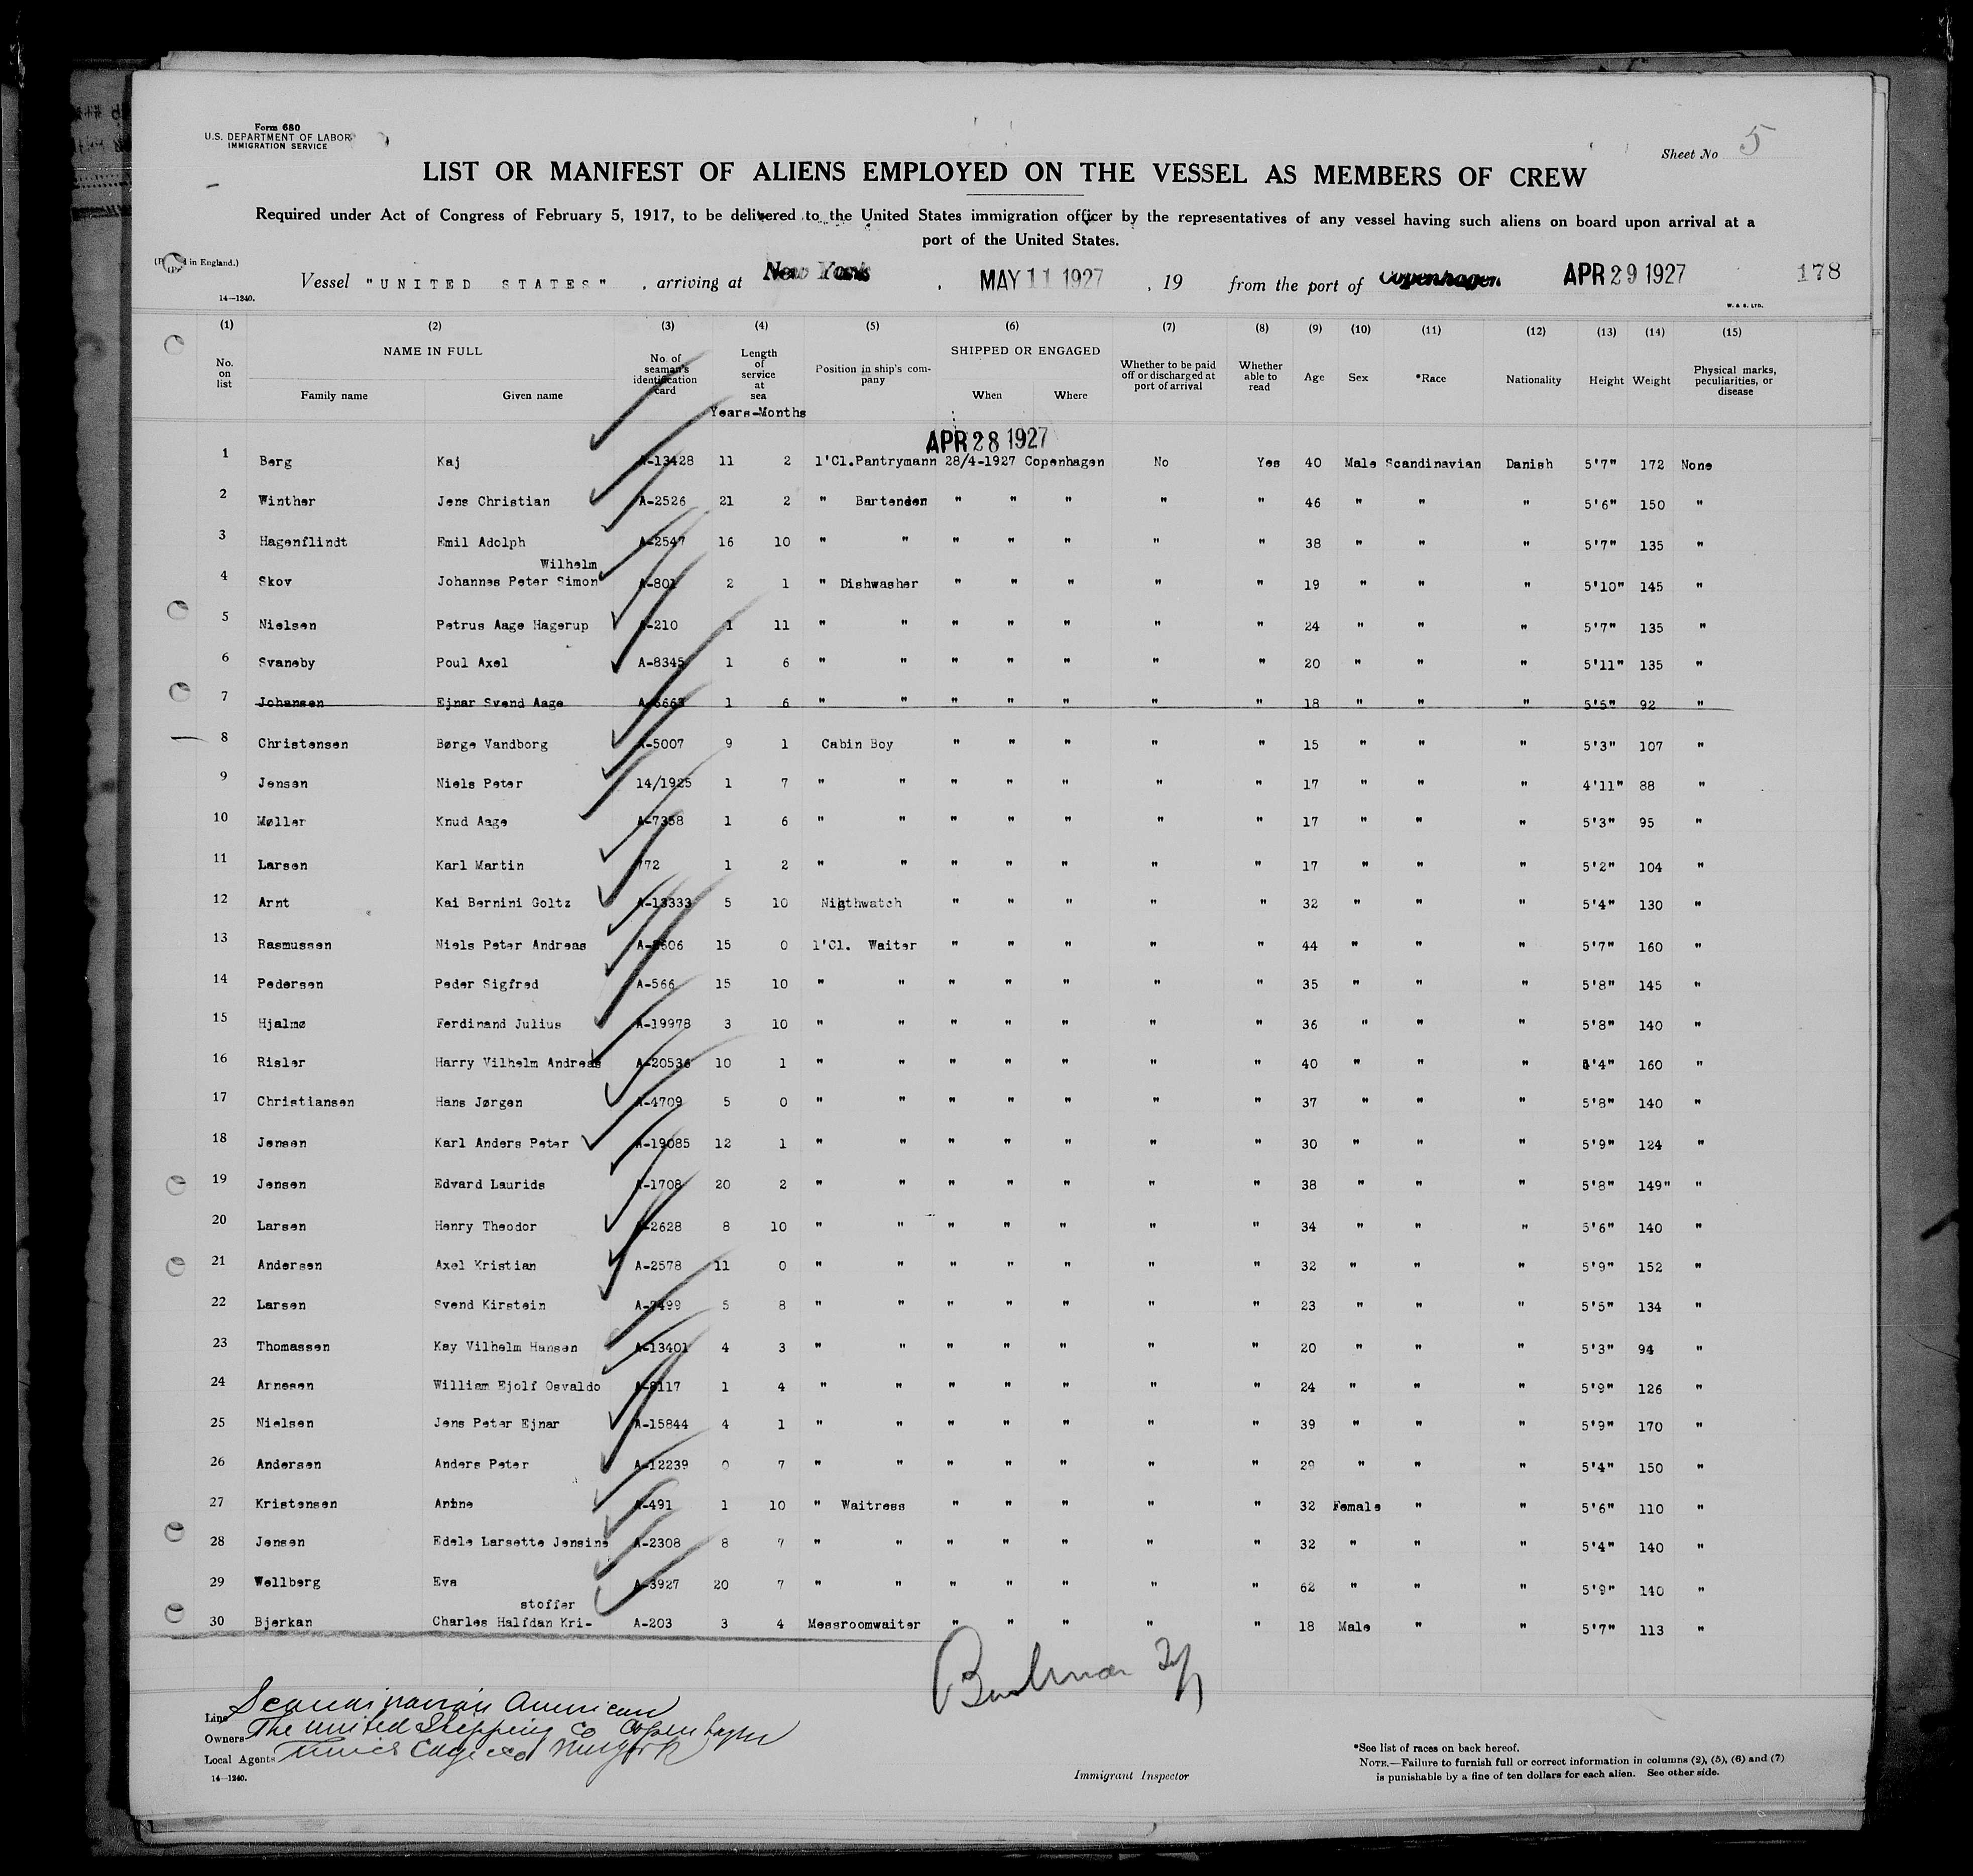 Form 680
U.S. DEPARTMENT OF LABOR
IMMIGRATION SERVICE
Sheet No 5
LIST OR MANIFEST OF ALIENS EMPLOYED ON THE VESSEL AS MEMBERS OF CREW
Required under Act of Congress of February 5, 1917, to be delivered to the United States immigration officer by the representatives of any vessel having such aliens on board upon arrival at a
port of the United States.
in England.)
Vessel "UNITED STATES" , arriving at New York , MAY 11 1927 , 19 from the port of Copenhagen APR 29 1927 178
14—1240. W. & S. LTD.
(1) (2) (3) (4) (5) (6) (7) (8) (9) (10) (11) (12) (13) (14) (15)
No. on list NAME IN FULL Family name Given name No. of seaman's identification card Length of service at sea Years-Months Position in ship's company SHIPPED OR ENGAGED When Where Whether to be paid off or discharged at port of arrival Whether able to read Age Sex *Race Nationality Height Weight Physical marks, peculiarities, or disease
APR 28 1927
1 Berg Kaj A-13428 11 2 1'Cl.Pantrymann 28/4-1927 Copenhagen No Yes 40 Male Scandinavian Danish 5'7" 172 None
2 Winther Jens Christian A-2526 21 2 " Bartenden " " " " " 46 " " " 5'6" 150 "
3 Hagenflindt Emil Adolph A-2547 16 10 " " " " " " " 38 " " " 5'7" 135 "
Wilhelm
4 Skov Johannes Peter Simon A-801 2 1 " Dishwasher " " " " " 19 " " " 5'10" 145 "
5 Nielsen Petrus Aage Hagerup A-210 1 11 " " " " " " " 24 " " " 5'7" 135 "
6 Svaneby Poul Axel A-8345 1 6 " " " " " " " 20 " " " 5'11" 135 "
7 Johansen Ejnar Svend Aage 1 6 " " " " " " " 18 " " " 5'5" 92 "
8 Christensen Børge Vandborg A-5007 9 1 Cabin Boy " " " " " 15 " " " 5'3" 107 "
9 Jensen Niels Peter 14/1925 1 7 " " " " " " " 17 " " " 4'11" 88 "
10 Møller Knud Aage A-7358 1 6 " " " " " " " 17 " " " 5'3" 95 "
11 Larsen Karl Martin 772 1 2 " " " " " " " 17 " " " 5'2" 104 "
12 Arnt Kai Bernini Goltz A-13333 5 10 Nigthwatch " " " " " 32 " " " 5'4" 130 "
13 Rasmussen Niels Peter Andreas 15 0 1'Cl. Waiter " " " " " 44 " " " 5'7" 160 "
14 Pedersen Peder Sigfred A-566 15 10 " " " " " " " 35 " " " 5'8" 145 "
15 Hjalmø Ferdinand Julius A-19978 3 10 " " " " " " " 36 " " " 5'8" 140 "
16 Risler Harry Vilhelm Andreas A-20536 10 1 " " " " " " " 40 " " " 5'4" 160 "
17 Christiansen Hans Jørgen A-4709 5 0 " " " " " " " 37 " " " 5'8" 140 "
18 Jensen Karl Anders Peter A-19085 12 1 " " " " " " " 30 " " " 5'9" 124 "
19 Jensen Edvard Laurids A-1708 20 2 " " " " " " " 38 " " " 5'8" 149" "
20 Larsen Henry Theodor A-2628 8 10 " " " " " " " 34 " " " 5'6" 140 "
21 Andersen Axel Kristian A-2578 11 0 " " " " " " " 32 " " " 5'9" 152 "
22 Larsen Svend Kirstein A-7499 5 8 " " " " " " " 23 " " " 5'5" 134 "
23 Thomassen Kay Vilhelm Hansen A-13401 4 3 " " " " " " " 20 " " " 5'3" 94 "
24 Arnesen William Ejolf Osvaldo A-8117 1 4 " " " " " " " 24 " " " 5'9" 126 "
25 Nielsen Jens Peter Ejnar A-15844 4 1 " " " " " " " 39 " " " 5'9" 170 "
26 Andersen Anders Peter A-12239 0 7 " " " " " " " 29 " " " 5'4" 150 "
27 Kristensen Anine A-491 1 10 " Waitress " " " " " 32 Female " " 5'6" 110 "
28 Jensen Edele Larsette Jensine A-2308 8 7 " " " " " " " 32 " " " 5'4" 140 "
29 Wellberg Eva A-3927 20 7 " " " " " " " 62 " " " 5'9" 140 "
stoffer
30 Bjerkan Charles Halfdan Kri- A-203 3 4 Messroomwaiter " " " " " 18 Male " " 5'7" 113 "
Line Scandinavian American
Owners The United Shipping Co Copenhagen
Local Agents New York
14—1240.
Immigrant Inspector
*See list of races on back hereof.
NOTE.—Failure to furnish full or correct information in columns (2), (5), (6) and (7)
is punishable by a fine of ten dollars for each alien. See other side.